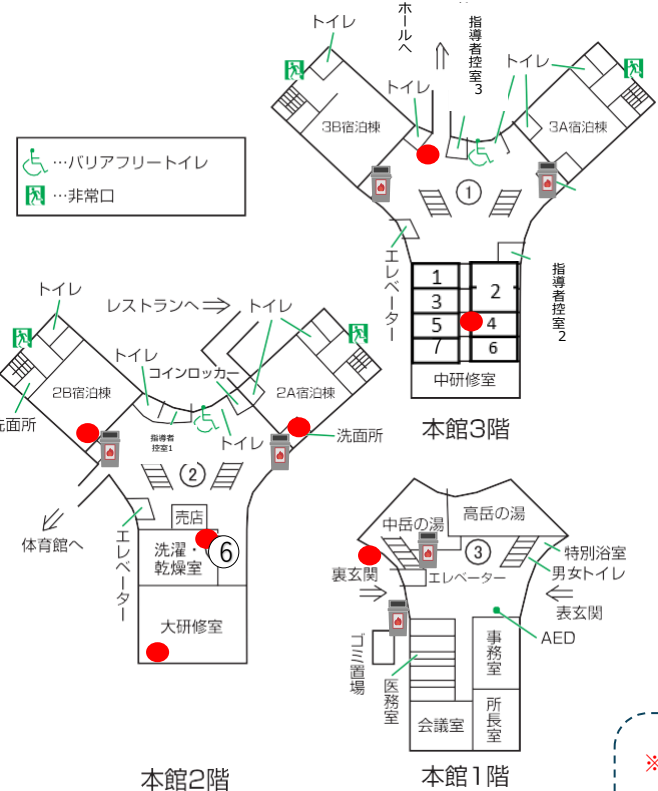 ホールへ
指導者控室3
トイレ
トイレ
トイレ
3B宿泊棟
3A宿泊棟
①
…バリアフリートイレ
…非常口
エレベーター
指導者控室2
1
2
3
5
4
7
6
中研修室
本館3階
トイレ
レストランへ
トイレ
トイレ
コインロッカー
2B宿泊棟
2A宿泊棟
洗面所
指導者
控室1
トイレ
洗面所
②
体育館へ
エレベーター
売店
洗濯・
乾燥室
⑥
大研修室
本館2階
中岳の湯
高岳の湯
③
特別浴室
裏玄関
エレベーター
男女トイレ
表玄関
AED
ゴミ置場
医務室
事務室
所長室
会議室
本館1階
※